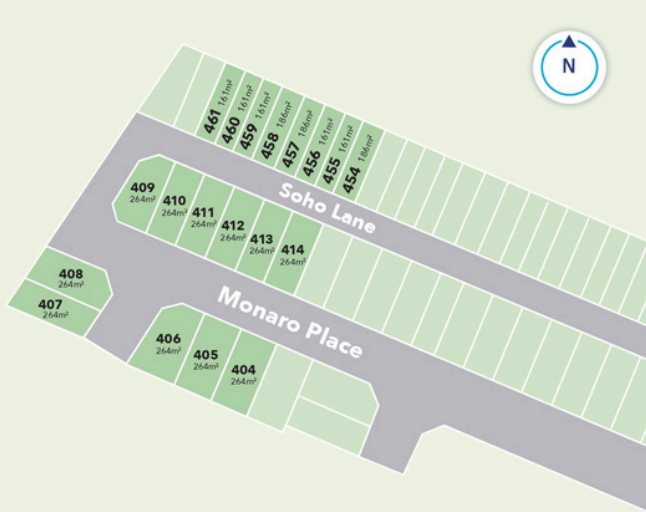 N
461 161m²
460 161m²
459 161m²
458 186m²
457 186m²
456 161m²
455 161m²
454 186m²
Soho Lane
409
264m²
410
264m²
411
264m²
412
264m²
413
264m²
414
264m²
408
264m²
407
264m²
Monaro Place
406
264m²
405
264m²
404
264m²